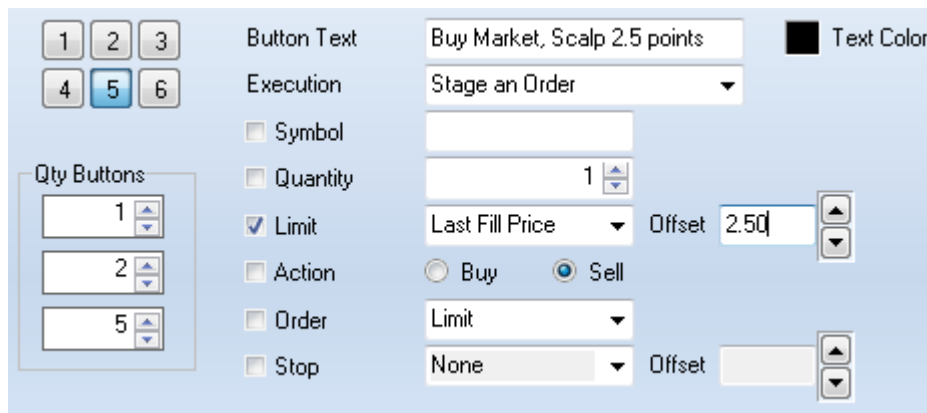 1 2 3
4 5 6
Button Text Buy Market, Scalp 2.5 points Text Color
Execution Stage an Order
Symbol
Qty Buttons
Quantity 1
1
Limit Last Fill Price Offset 2.50
2
Action Buy Sell
5
Order Limit
Stop None Offset